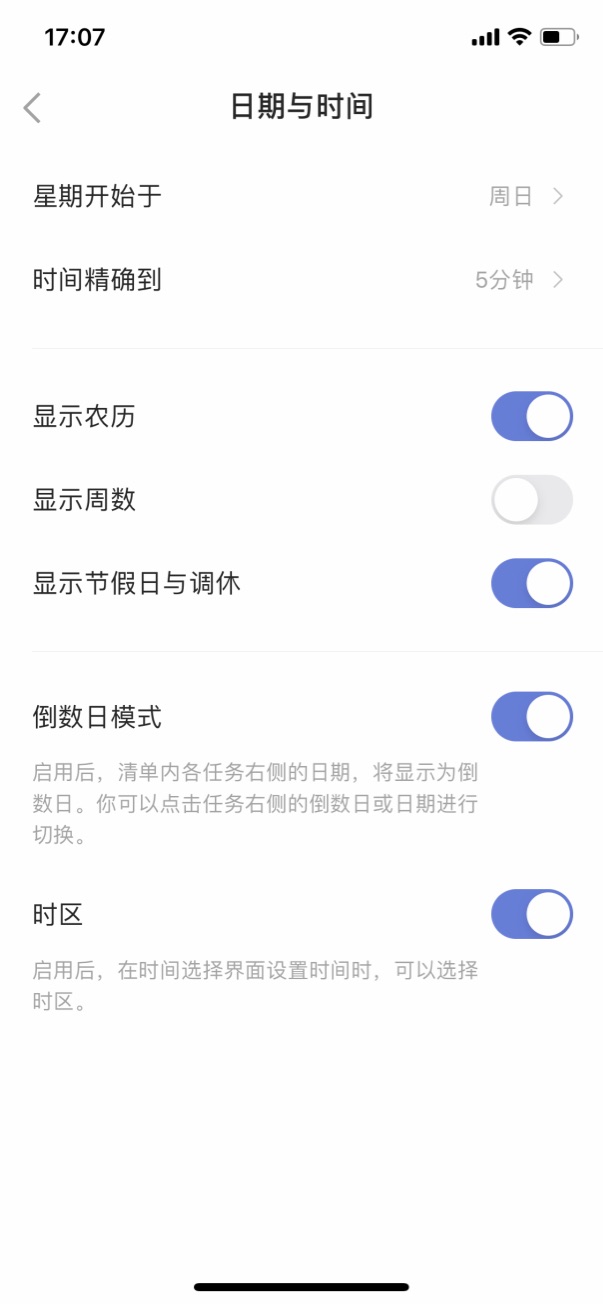 17:07
日期与时间
星期开始于
周日
时间精确到
5分钟
显示农历
显示周数
显示节假日与调休
倒数日模式
启用后，清单内各任务右侧的日期，将显示为倒
数日。你可以点击任务右侧的倒数日或日期进行
切换。
时区
启用后，在时间选择界面设置时间时，可以选择
时区。